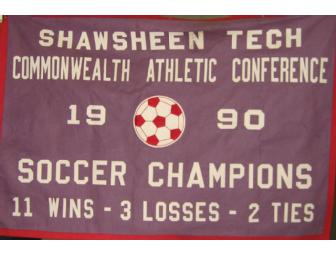 SHAWSHEEN TECH
COMMONWEALTH ATHLETIC CONFERENCE
19 90
SOCCER CHAMPIONS
11 WINS - 3 LOSSES - 2 TIES